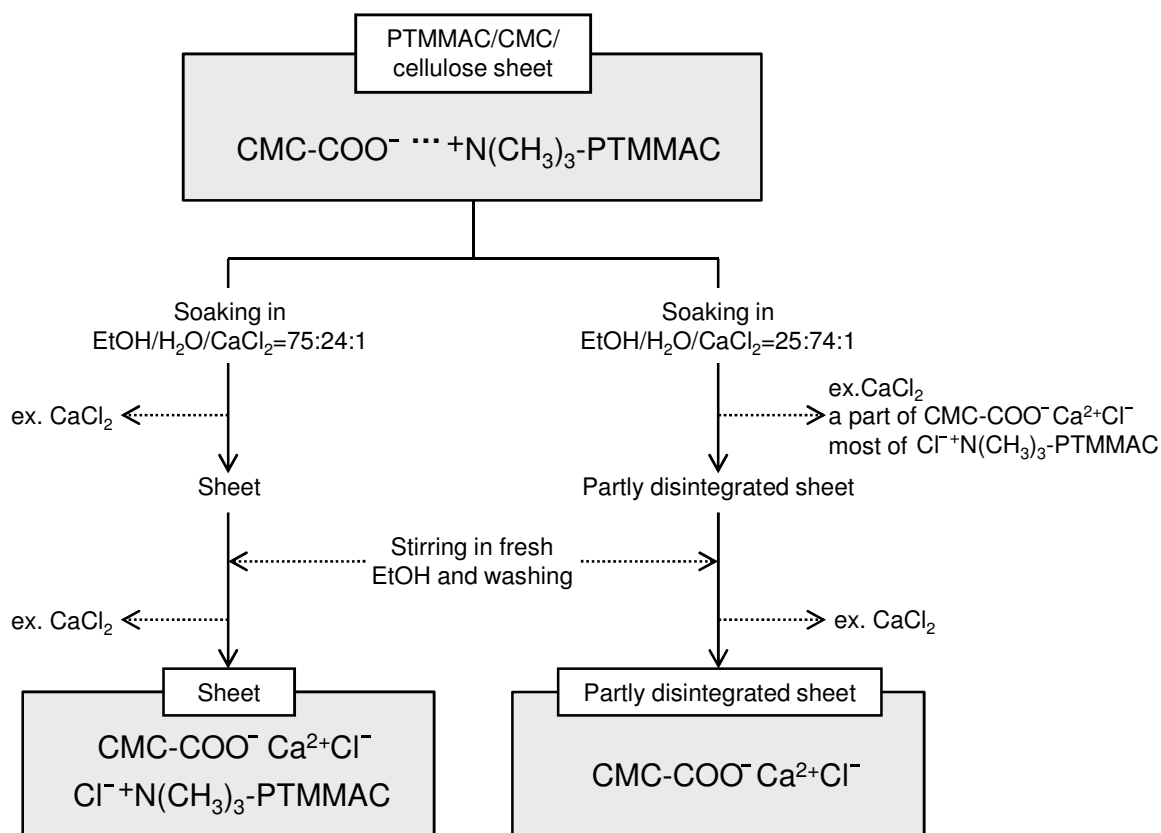 PTMMAC/CMC/
cellulose sheet
CMC-COO⁻ ··· ⁺N(CH₃)₃-PTMMAC
Soaking in
EtOH/H₂O/CaCl₂=75:24:1
Soaking in
EtOH/H₂O/CaCl₂=25:74:1
ex. CaCl₂
ex.CaCl₂
a part of CMC-COO⁻Ca²⁺Cl⁻
most of Cl⁻⁺N(CH₃)₃-PTMMAC
Sheet
Partly disintegrated sheet
Stirring in fresh
EtOH and washing
ex. CaCl₂
ex. CaCl₂
Sheet
CMC-COO⁻ Ca²⁺Cl⁻
Cl⁻⁺N(CH₃)₃-PTMMAC
Partly disintegrated sheet
CMC-COO⁻Ca²⁺Cl⁻